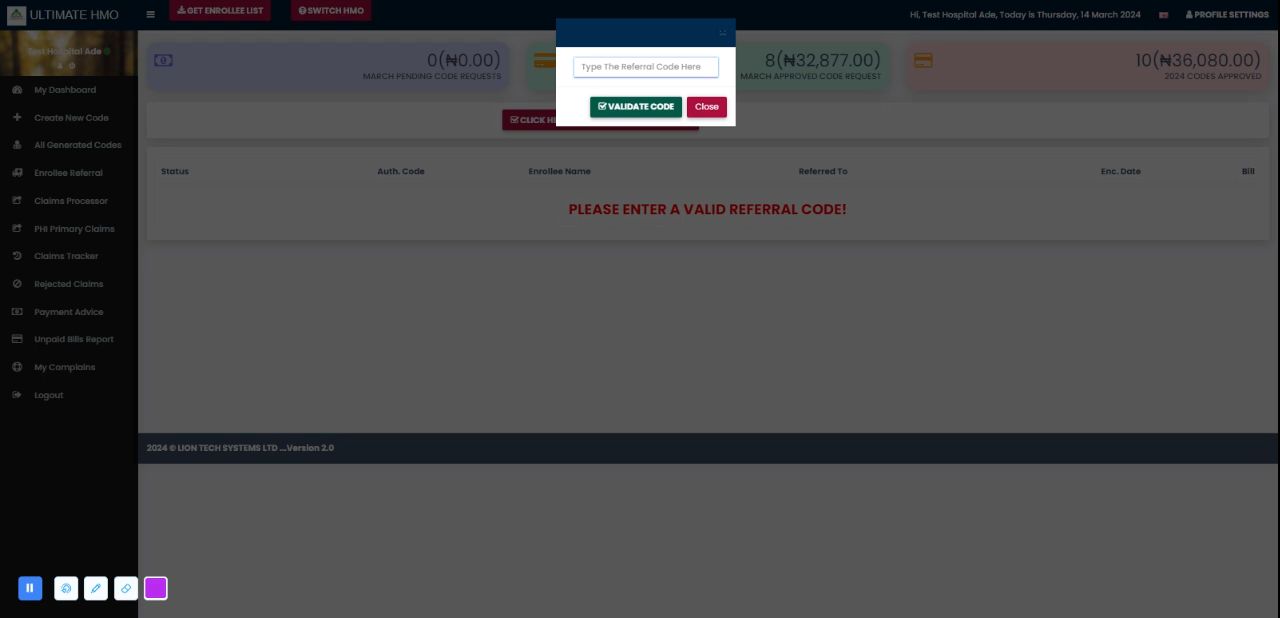 ULTIMATE HMO
GET ENROLLEE LIST
SWITCH HMO
Hi, Test Hospital Ade, Today is Thursday, 14 March 2024
PROFILE SETTINGS
Test Hospital Ade
My Dashboard
Create New Code
All Generated Codes
Enrollee Referral
Claims Processor
PHI Primary Claims
Claims Tracker
Rejected Claims
Payment Advice
Unpaid Bills Report
My Complains
Logout
0(₦0.00)
MARCH PENDING CODE REQUESTS
8(₦32,877.00)
MARCH APPROVED CODE REQUEST
10(₦36,080.00)
2024 CODES APPROVED
Type The Referral Code Here
VALIDATE CODE
Close
CLICK
Status Auth. Code Enrollee Name Referred To Enc. Date Bill
PLEASE ENTER A VALID REFERRAL CODE!
2024 © LION TECH SYSTEMS LTD ....Version 2.0